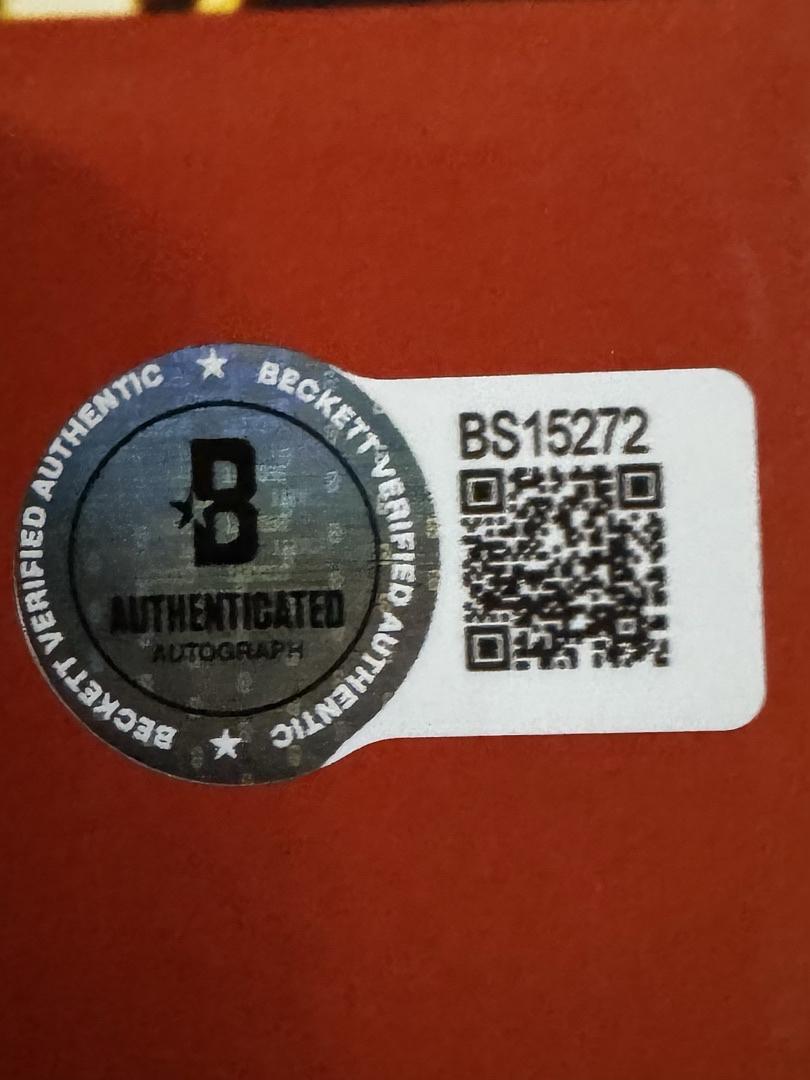 BECKETT VERIFIED AUTHENTIC ★ BECKETT VERIFIED AUTHENTIC ★
B
AUTHENTICATED
AUTOGRAPH
BS15272